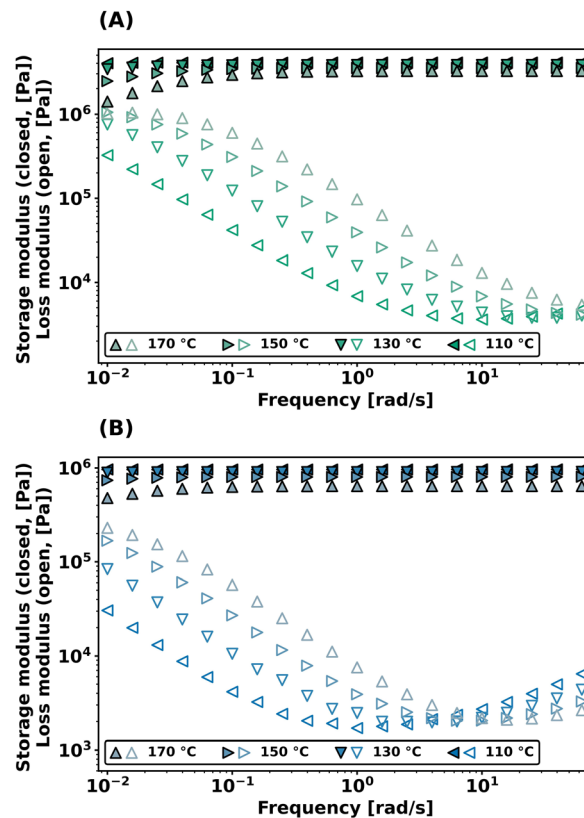 (A)
Storage modulus (closed, [Pa])
Loss modulus (open, [Pa])
10⁶
10⁵
10⁴
170 °C 150 °C 130 °C 110 °C
10⁻² 10⁻¹ 10⁰ 10¹
Frequency [rad/s]
(B)
Storage modulus (closed, [Pa])
Loss modulus (open, [Pa])
10⁶
10⁵
10⁴
10³
170 °C 150 °C 130 °C 110 °C
10⁻² 10⁻¹ 10⁰ 10¹
Frequency [rad/s]